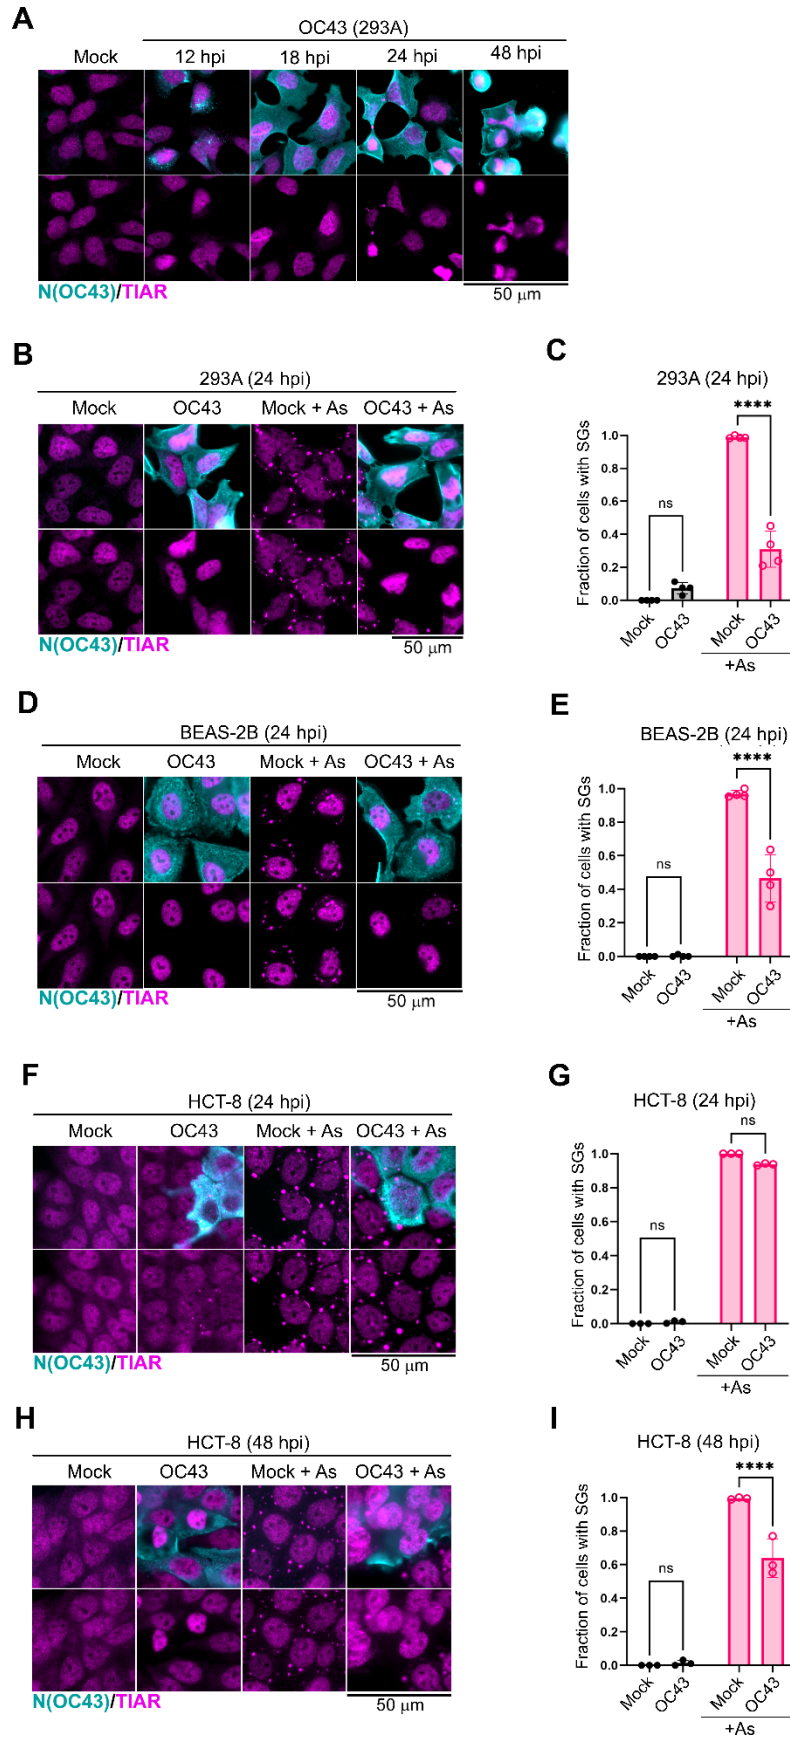 A
OC43 (293A)
Mock 12 hpi 18 hpi 24 hpi 48 hpi
N(OC43)/TIAR
50 μm
B
293A (24 hpi)
Mock OC43 Mock + As OC43 + As
N(OC43)/TIAR
50 μm
C
293A (24 hpi)
****
ns
Fraction of cells with SGs
1.0
0.8
0.6
0.4
0.2
0.0
Mock OC43 Mock OC43
+As
D
BEAS-2B (24 hpi)
Mock OC43 Mock + As OC43 + As
N(OC43)/TIAR
50 μm
E
BEAS-2B (24 hpi)
****
ns
Fraction of cells with SGs
1.0
0.8
0.6
0.4
0.2
0.0
Mock OC43 Mock OC43
+As
F
HCT-8 (24 hpi)
Mock OC43 Mock + As OC43 + As
N(OC43)/TIAR
50 μm
G
HCT-8 (24 hpi)
ns
ns
Fraction of cells with SGs
1.0
0.8
0.6
0.4
0.2
0.0
Mock OC43 Mock OC43
+As
H
HCT-8 (48 hpi)
Mock OC43 Mock + As OC43 + As
N(OC43)/TIAR
50 μm
I
HCT-8 (48 hpi)
****
ns
Fraction of cells with SGs
1.0
0.8
0.6
0.4
0.2
0.0
Mock OC43 Mock OC43
+As